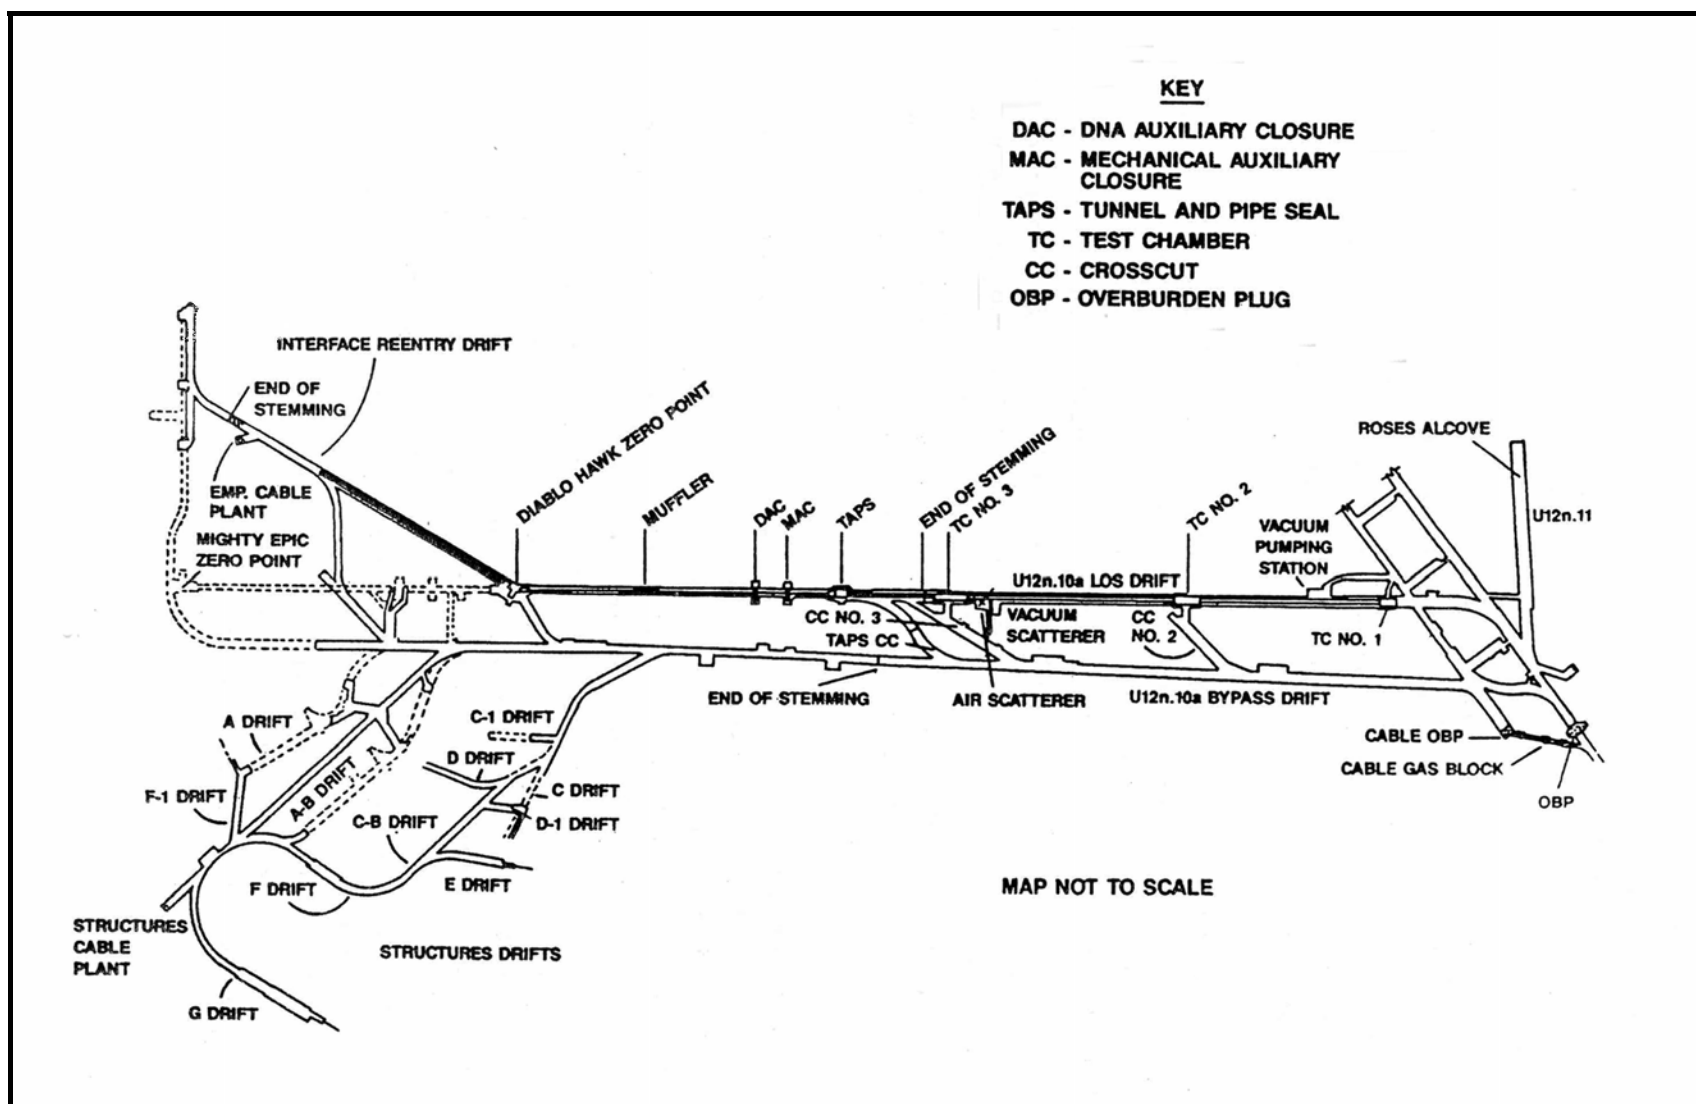 KEY
DAC - DNA AUXILIARY CLOSURE
MAC - MECHANICAL AUXILIARY
CLOSURE
TAPS - TUNNEL AND PIPE SEAL
TC - TEST CHAMBER
CC - CROSSCUT
OBP - OVERBURDEN PLUG
INTERFACE REENTRY DRIFT
END OF
STEMMING
EMP. CABLE
PLANT
MIGHTY EPIC
ZERO POINT
DIABLO HAWK ZERO POINT
MUFFLER
DAC
MAC
TAPS
END OF STEMMING
TC NO. 3
TC NO. 2
VACUUM
PUMPING
STATION
ROSES ALCOVE
U12n.11
U12n.10a LOS DRIFT
CC NO. 3
TAPS CC
VACUUM
SCATTERER
CC
NO. 2
TC NO. 1
END OF STEMMING
AIR SCATTERER
U12n.10a BYPASS DRIFT
CABLE OBP
CABLE GAS BLOCK
OBP
A DRIFT
C-1 DRIFT
D DRIFT
F-1 DRIFT
A-B DRIFT
C DRIFT
C-B DRIFT
D-1 DRIFT
F DRIFT
E DRIFT
STRUCTURES
CABLE
PLANT
STRUCTURES DRIFTS
G DRIFT
MAP NOT TO SCALE